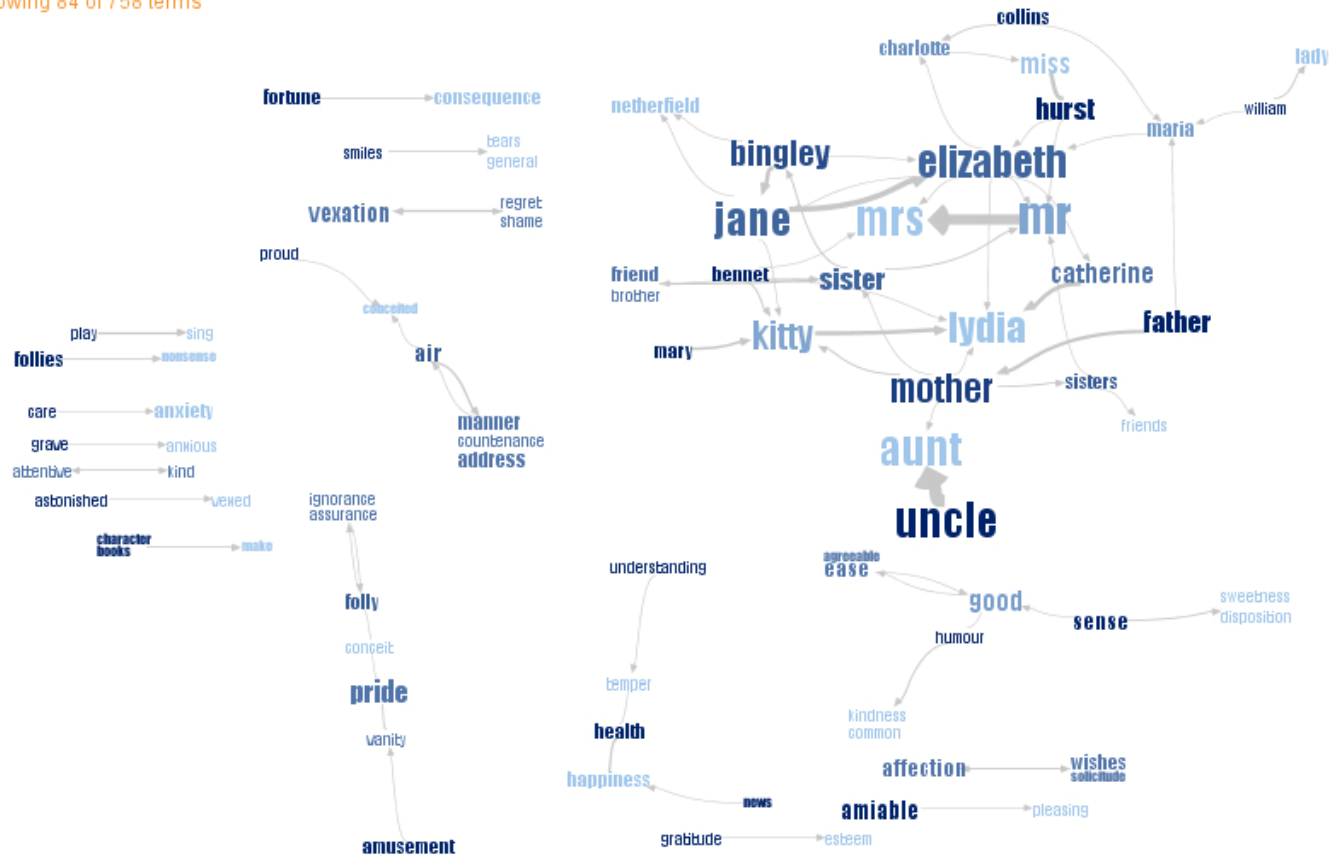 owing 84 of 758 terms
collins
charlotte
miss
lady
fortune
consequence
netherfield
hurst
william
maria
smiles
tears
general
bingley
elizabeth
vexation
regret
shame
jane
mrs
mr
proud
friend
brother
bennet
sister
catherine
conceited
play
sing
follies
nonsense
air
mary
kitty
lydia
father
mother
sisters
care
anxiety
manner
countenance
address
friends
grave
anxious
attentive
kind
aunt
astonished
vexed
ignorance
assurance
uncle
character
books
make
understanding
agreeable
ease
good
sweetness
disposition
folly
sense
humour
conceit
temper
pride
kindness
common
health
vanity
happiness
affection
wishes
solicitude
news
amiable
pleasing
amusement
gratitude
esteem